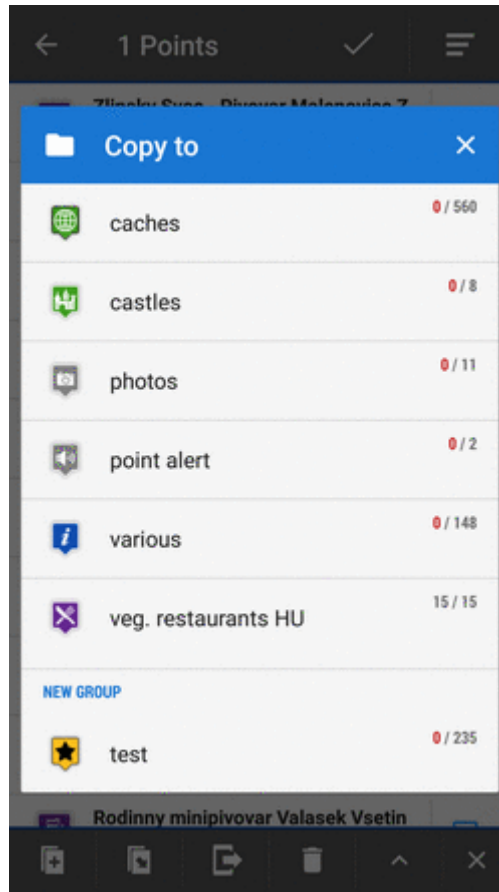 1 Points
Zlinsky Svec - Pivovar Malenovice Z
Copy to
caches
0 / 560
castles
0 / 8
photos
0 / 11
point alert
0 / 2
various
0 / 148
veg. restaurants HU
15 / 15
NEW GROUP
test
0 / 235
Rodinny minipivovar Valasek Vsetin